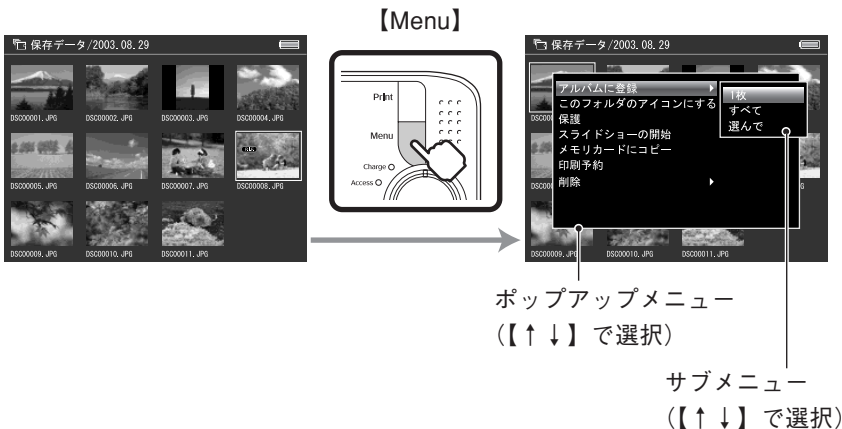 【Menu】
保存データ/2003.08.29
DSC00001.JPG DSC00002.JPG DSC00003.JPG DSC00004.JPG
DSC00005.JPG DSC00006.JPG DSC00007.JPG DSC00008.JPG
DSC00009.JPG DSC00010.JPG DSC00011.JPG
Print
Menu
Charge
Access
保存データ/2003.08.29
アルバムに登録
このフォルダのアイコンにする
保護
スライドショーの開始
メモリカードにコピー
印刷予約
削除
1枚
すべて
選んで
DSC00009.JPG DSC00010.JPG DSC00011.JPG
ポップアップメニュー
(【↑↓】で選択)
サブメニュー
(【↑↓】で選択)